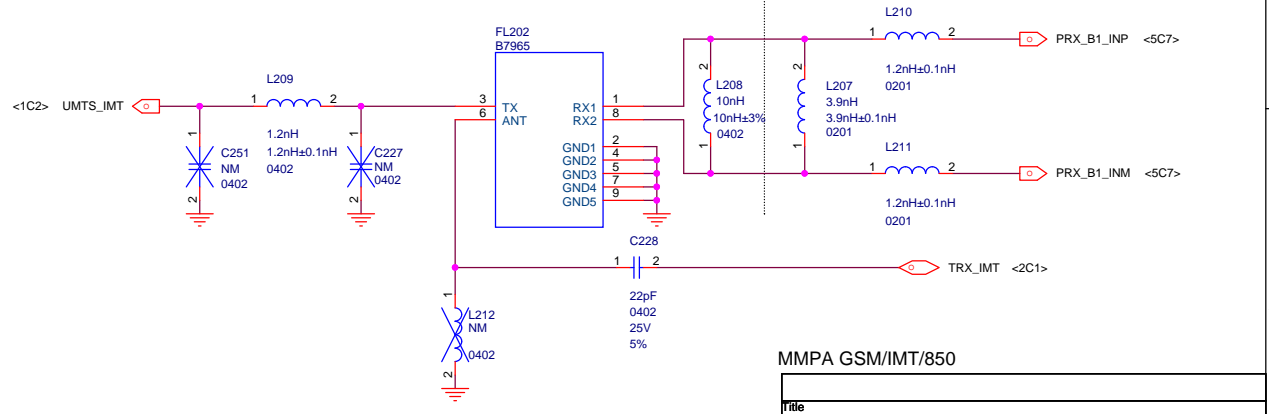 L210
1 2
PRX_B1_INP <5C7>
1.2nH±0.1nH
0201
FL202
B7965
L209
<1C2> UMTS_IMT
1 2
1.2nH
1.2nH±0.1nH
0402
1
C251
NM
0402
2
1
C227
NM
0402
2
3 TX
6 ANT
RX1 1
RX2 8
GND1 2
GND2 4
GND3 5
GND4 7
GND5 9
2
L208
10nH
10nH±3%
0402
1
2
L207
3.9nH
3.9nH±0.1nH
0201
1
L211
1 2
PRX_B1_INM <5C7>
1.2nH±0.1nH
0201
C228
1 2
TRX_IMT <2C1>
22pF
0402
25V
5%
1
L212
NM
0402
2
MMPA GSM/IMT/850
Title